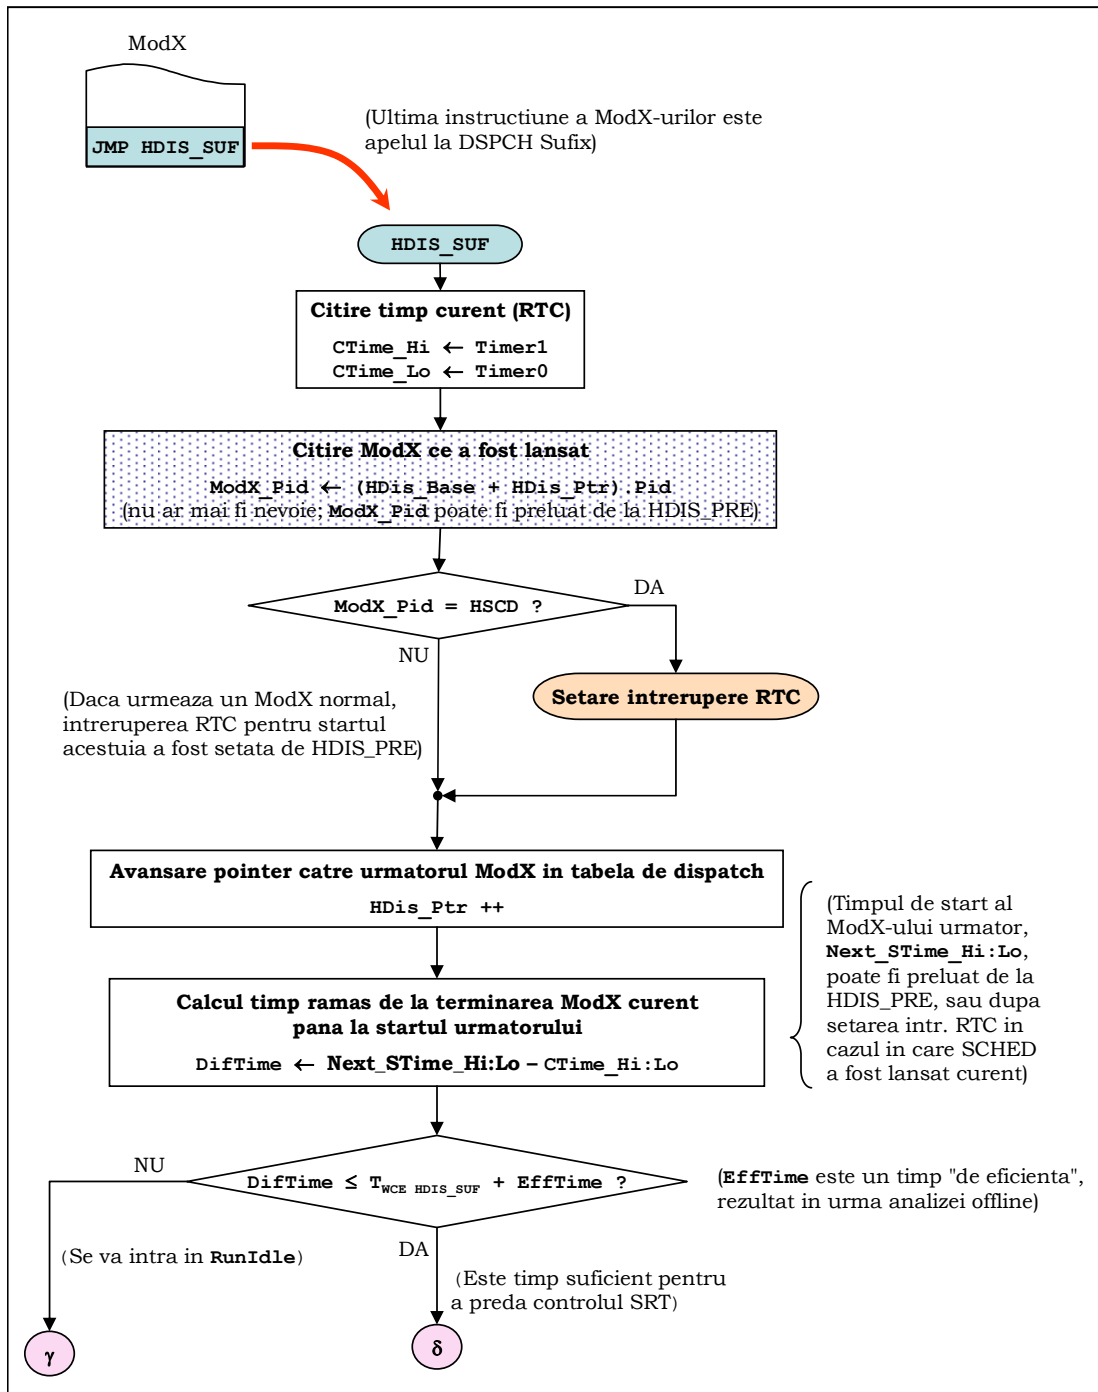 ModX
JMP HDIS_SUF
(Ultima instructiune a ModX-urilor este
apelul la DSPCH Sufix)
HDIS_SUF
Citire timp curent (RTC)
CTime_Hi ← Timer1
CTime_Lo ← Timer0
Citire ModX ce a fost lansat
ModX_Pid ← (HDis_Base + HDis_Ptr).Pid
(nu ar mai fi nevoie; ModX_Pid poate fi preluat de la HDIS_PRE)
ModX_Pid = HSCD ?
DA
NU
Setare intrerupere RTC
(Daca urmeaza un ModX normal,
intreruperea RTC pentru startul
acestuia a fost setata de HDIS_PRE)
Avansare pointer catre urmatorul ModX in tabela de dispatch
HDis_Ptr ++
(Timpul de start al
ModX-ului urmator,
Next_STime_Hi:Lo,
poate fi preluat de la
HDIS_PRE, sau dupa
setarea intr. RTC in
cazul in care SCHED
a fost lansat curent)
Calcul timp ramas de la terminarea ModX curent
pana la startul urmatorului
DifTime ← Next_STime_Hi:Lo – CTime_Hi:Lo
NU
DifTime ≤ TWCE HDIS_SUF + EffTime ?
(EffTime este un timp "de eficienta",
rezultat in urma analizei offline)
DA
(Se va intra in RunIdle)
(Este timp suficient pentru
a preda controlul SRT)
γ
δ